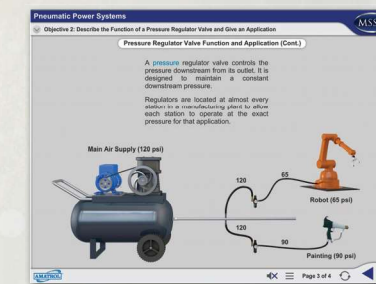 Pneumatic Power Systems
MSS
Objective 2: Describe the Function of a Pressure Regulator Valve and Give an Application
Pressure Regulator Valve Function and Application (Cont.)
A pressure regulator valve controls the
pressure downstream from its outlet. It is
designed to maintain a constant
downstream pressure.
Regulators are located at almost every
station in a manufacturing plant to allow
each station to operate at the exact
pressure for that application.
Main Air Supply (120 psi)
120
65
Robot (65 psi)
120
90
Painting (90 psi)
AMATROL
Page 3 of 4